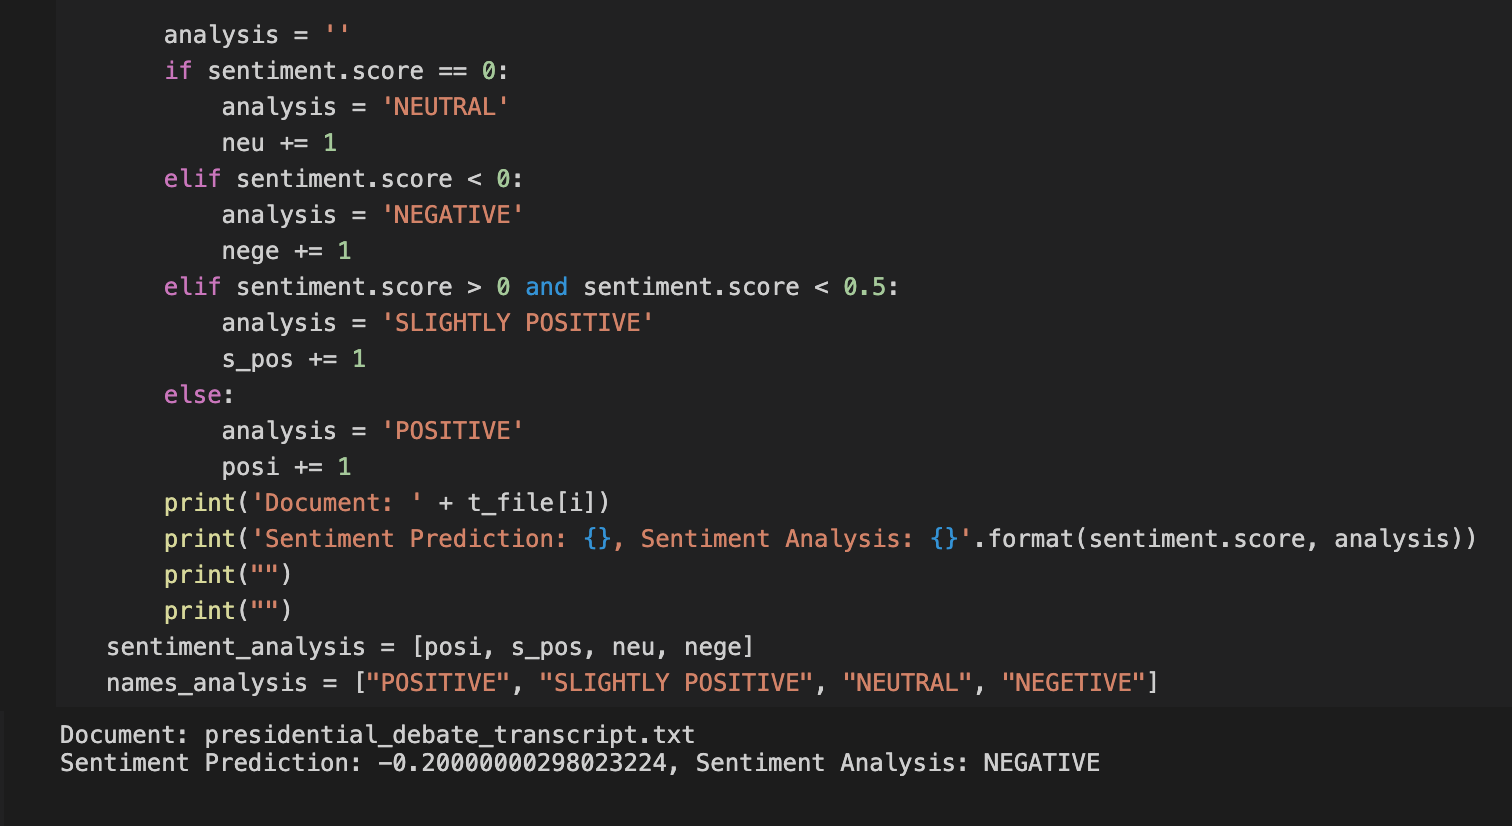 analysis = ''
if sentiment.score == 0:
analysis = 'NEUTRAL'
neu += 1
elif sentiment.score < 0:
analysis = 'NEGATIVE'
nege += 1
elif sentiment.score > 0 and sentiment.score < 0.5:
analysis = 'SLIGHTLY POSITIVE'
s_pos += 1
else:
analysis = 'POSITIVE'
posi += 1
print('Document: ' + t_file[i])
print('Sentiment Prediction: {}, Sentiment Analysis: {}'.format(sentiment.score, analysis))
print("")
print("")
sentiment_analysis = [posi, s_pos, neu, nege]
names_analysis = ["POSITIVE", "SLIGHTLY POSITIVE", "NEUTRAL", "NEGETIVE"]
Document: presidential_debate_transcript.txt
Sentiment Prediction: -0.20000000298023224, Sentiment Analysis: NEGATIVE